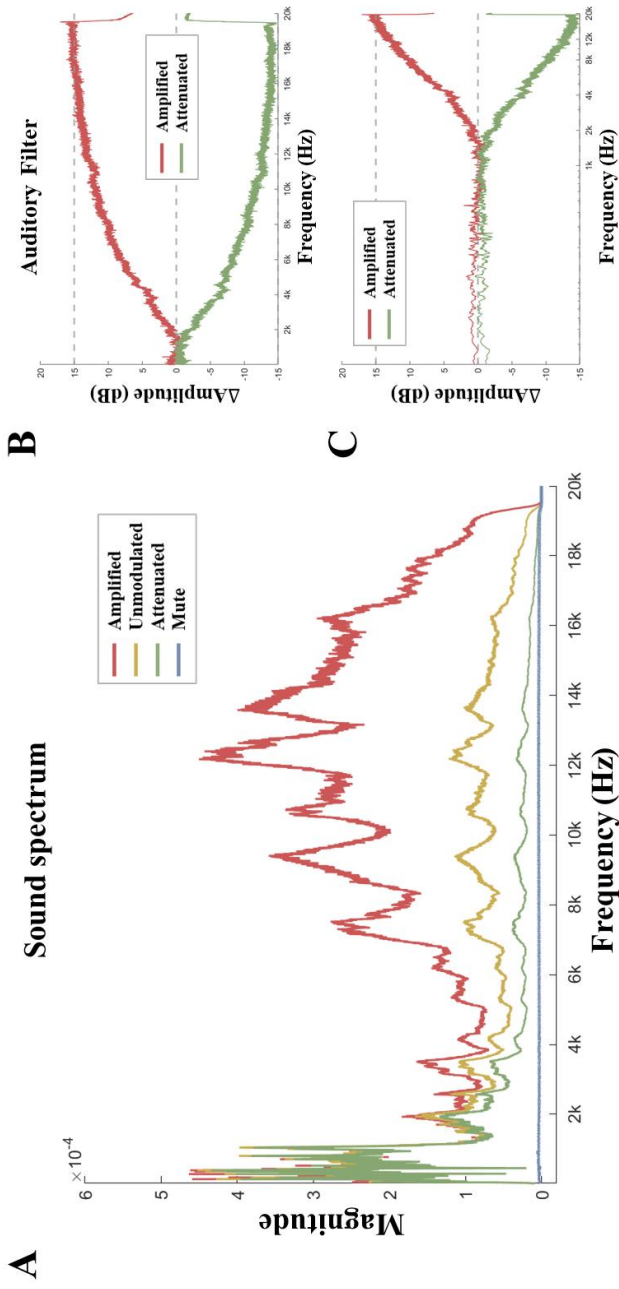 A
Sound spectrum
×10⁻⁴
6
5
4
3
2
1
0
Magnitude
2k
4k
6k
8k
10k
12k
14k
16k
18k
20k
Frequency (Hz)
Amplified
Unmodulated
Attenuated
Mute
B
Auditory Filter
20
15
10
5
0
-5
-10
-15
ΔAmplitude (dB)
2k
4k
6k
8k
10k
12k
14k
16k
18k
20k
Frequency (Hz)
Amplified
Attenuated
C
20
15
10
5
0
-5
-10
-15
ΔAmplitude (dB)
1k
2k
4k
8k
12k
20k
Frequency (Hz)
Amplified
Attenuated